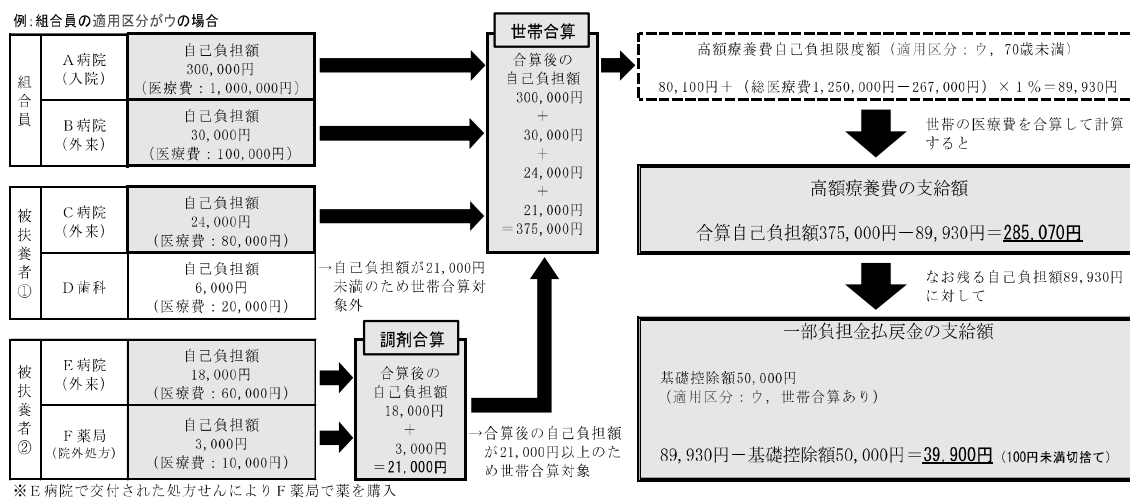 例：組合員の適用区分がウの場合
組合員
A病院
（入院）
自己負担額
300,000円
（医療費：1,000,000円）
B病院
（外来）
自己負担額
30,000円
（医療費：100,000円）
被扶養者①
C病院
（外来）
自己負担額
24,000円
（医療費：80,000円）
D歯科
自己負担額
6,000円
（医療費：20,000円）
→自己負担額が21,000円
未満のため世帯合算対
象外
被扶養者②
E病院
（外来）
自己負担額
18,000円
（医療費：60,000円）
F薬局
（院外処方）
自己負担額
3,000円
（医療費：10,000円）
※E病院で交付された処方せんによりF薬局で薬を購入
調剤合算
合算後の
自己負担額
18,000円
＋
3,000円
＝21,000円
→合算後の自己負担額
が21,000円以上のた
め世帯合算対象
世帯合算
合算後の
自己負担額
300,000円
＋
30,000円
＋
24,000円
＋
21,000円
＝375,000円
高額療養費自己負担限度額（適用区分：ウ，70歳未満）
80,100円＋（総医療費1,250,000円－267,000円）×1％＝89,930円
世帯の医療費を合算して計算
すると
高額療養費の支給額
合算自己負担額375,000円－89,930円＝285,070円
なお残る自己負担額89,930円
に対して
一部負担金払戻金の支給額
基礎控除額50,000円
（適用区分：ウ，世帯合算あり）
89,930円－基礎控除額50,000円＝39,900円（100円未満切捨て）